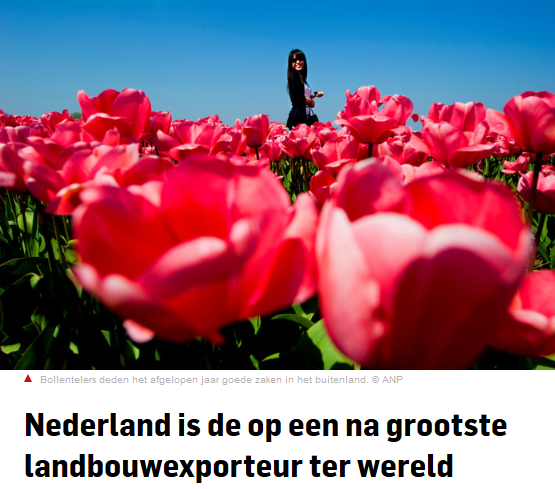 Bollentelers deden het afgelopen jaar goede zaken in het buitenland. © ANP
Nederland is de op een na grootste
landbouwexporteur ter wereld